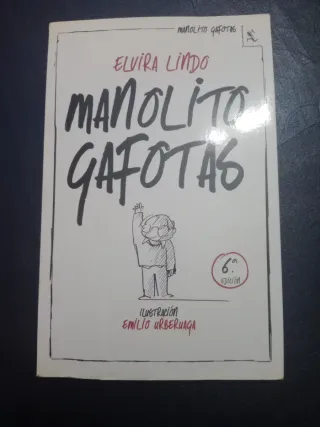 MANOLITO GAFOTAS
ELVIRA LINDO
MANOLITO
GAFOTAS
6.ª
edición
ILUSTRACIÓN
EMILIO URBERUAGA